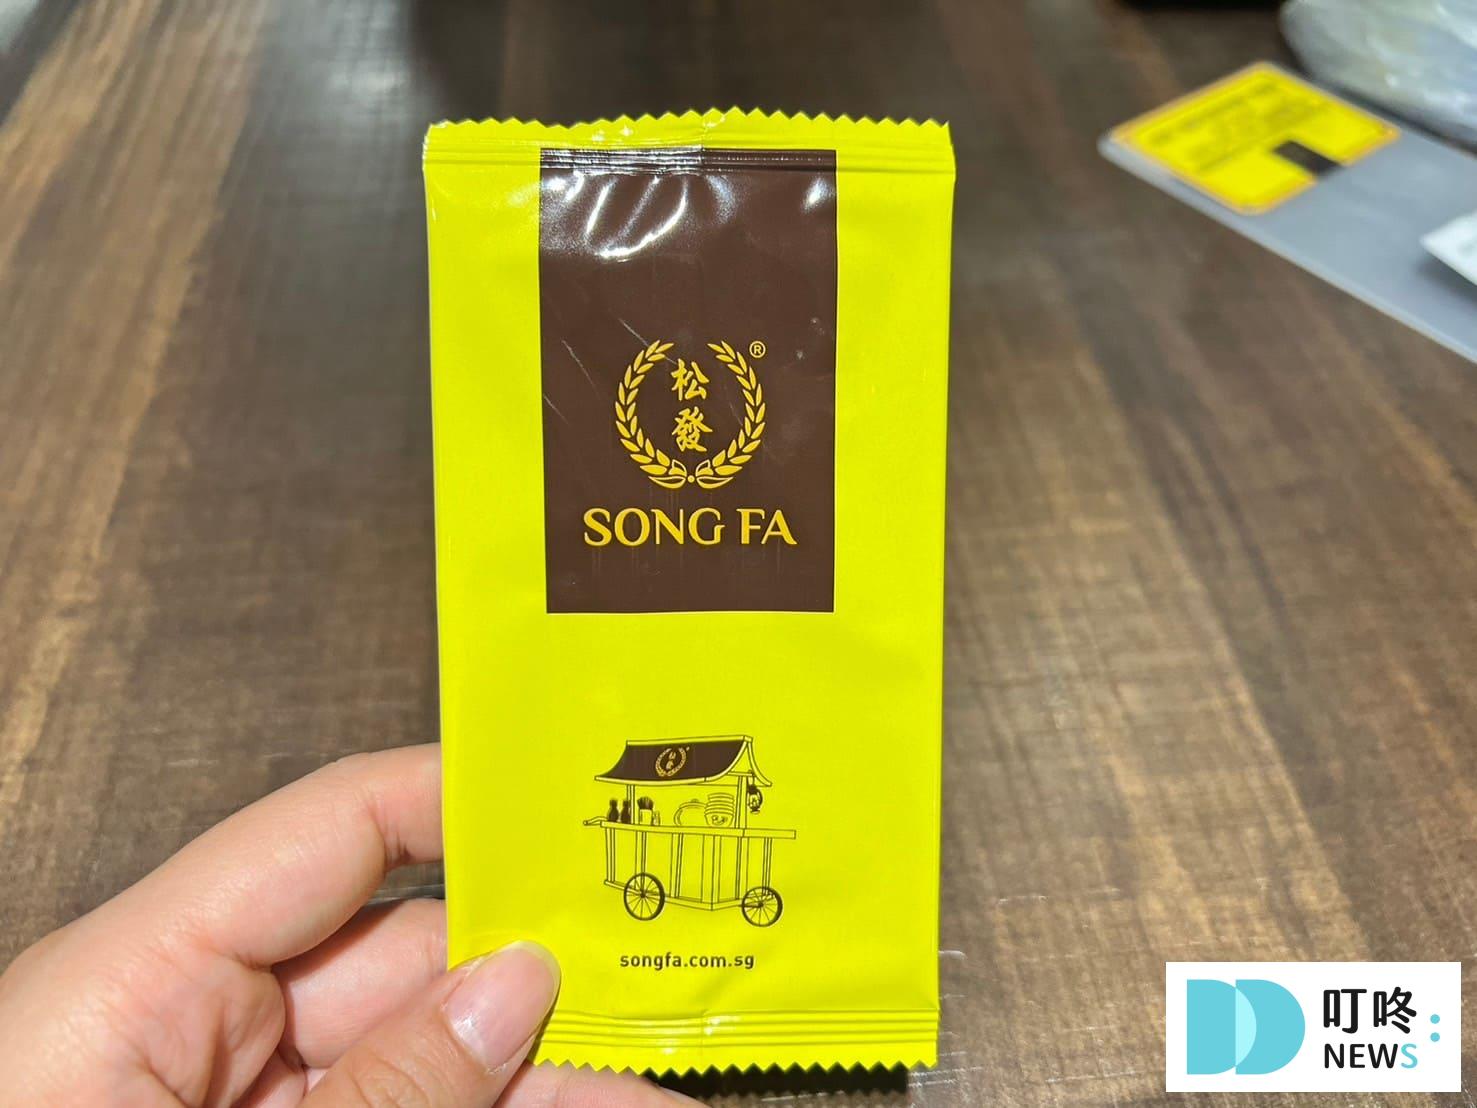 ®
松
發
SONG FA
songfa.com.sg
叮咚
NEWS